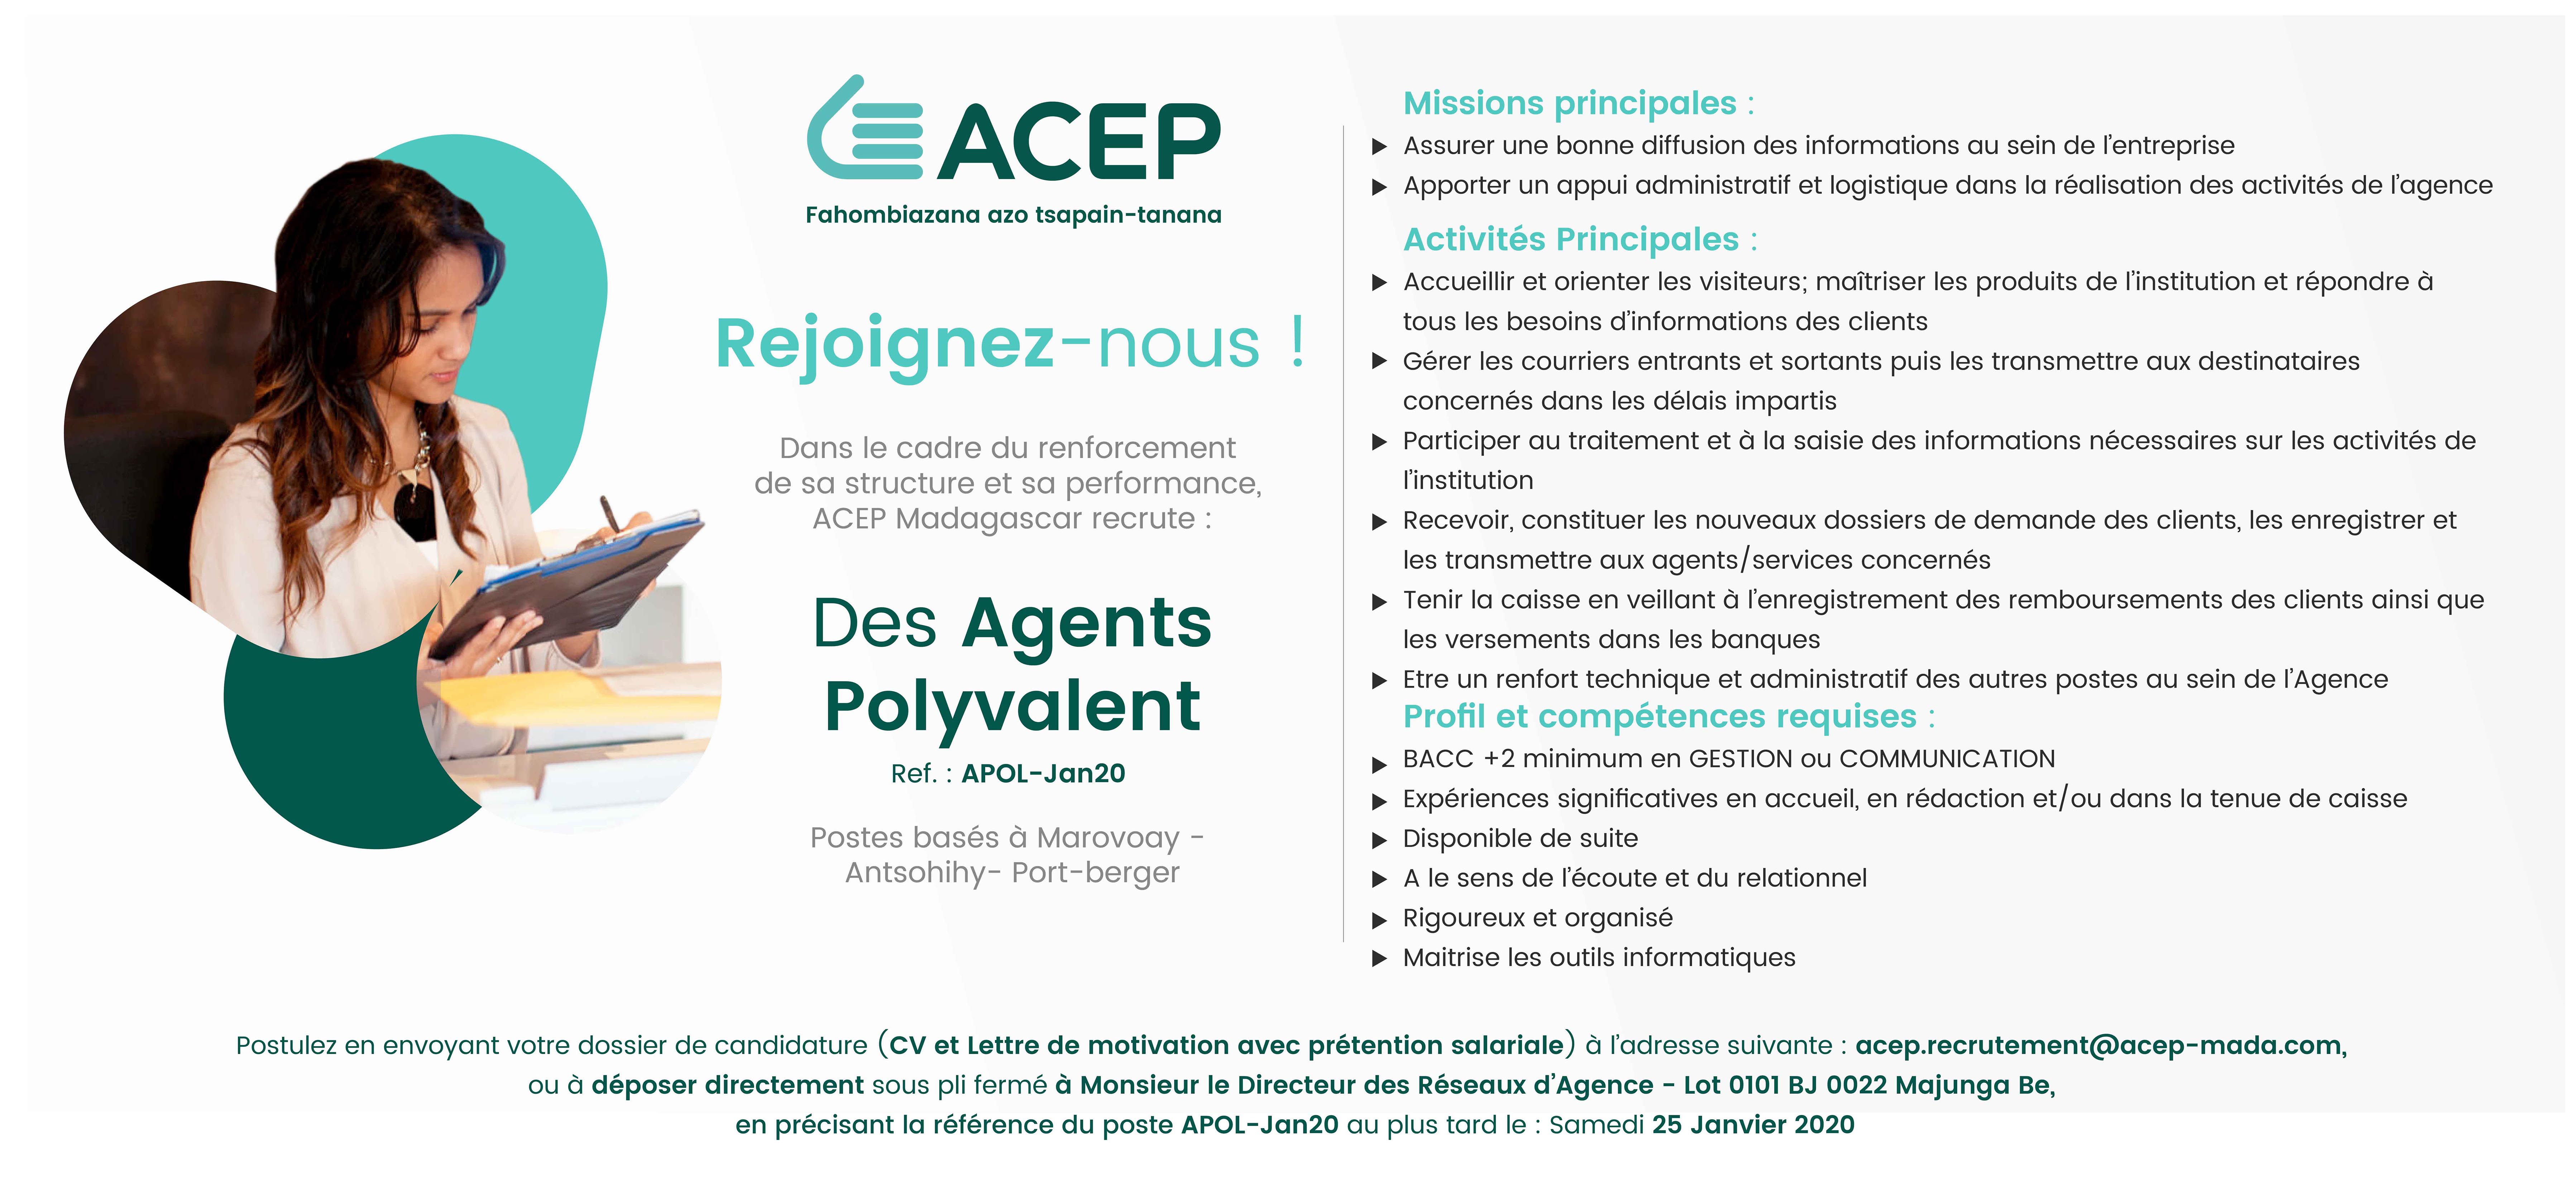 ACEP
Fahombiazana azo tsapain-tanana
Rejoignez-nous !
Dans le cadre du renforcement
de sa structure et sa performance,
ACEP Madagascar recrute :
Des Agents
Polyvalent
Ref. : APOL-Jan20
Postes basés à Marovoay -
Antsohihy- Port-berger
Missions principales :
Assurer une bonne diffusion des informations au sein de l'entreprise
Apporter un appui administratif et logistique dans la réalisation des activités de l'agence
Activités Principales :
Accueillir et orienter les visiteurs; maîtriser les produits de l'institution et répondre à
tous les besoins d'informations des clients
Gérer les courriers entrants et sortants puis les transmettre aux destinataires
concernés dans les délais impartis
Participer au traitement et à la saisie des informations nécessaires sur les activités de
l'institution
Recevoir, constituer les nouveaux dossiers de demande des clients, les enregistrer et
les transmettre aux agents/services concernés
Tenir la caisse en veillant à l'enregistrement des remboursements des clients ainsi que
les versements dans les banques
Etre un renfort technique et administratif des autres postes au sein de l'Agence
Profil et compétences requises :
BACC +2 minimum en GESTION ou COMMUNICATION
Expériences significatives en accueil, en rédaction et/ou dans la tenue de caisse
Disponible de suite
A le sens de l'écoute et du relationnel
Rigoureux et organisé
Maitrise les outils informatiques
Postulez en envoyant votre dossier de candidature (CV et Lettre de motivation avec prétention salariale) à l'adresse suivante : acep.recrutement@acep-mada.com,
ou à déposer directement sous pli fermé à Monsieur le Directeur des Réseaux d'Agence - Lot 0101 BJ 0022 Majunga Be,
en précisant la référence du poste APOL-Jan20 au plus tard le : Samedi 25 Janvier 2020